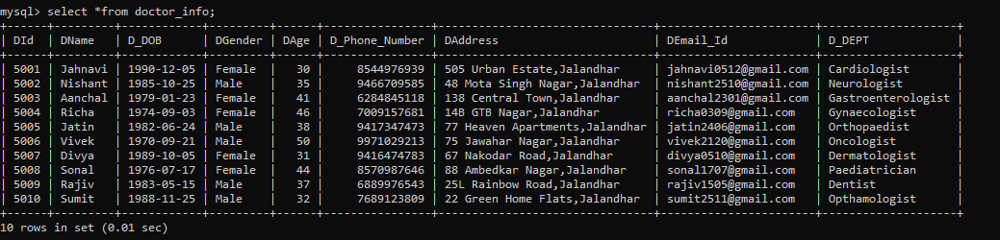 mysql> select *from doctor_info;
+------+---------+------------+---------+------+----------------+------------------------------+-----------------------+--------------------+
| DId | DName | D_DOB | DGender | DAge | D_Phone_Number | DAddress | DEmail_Id | D_DEPT |
+------+---------+------------+---------+------+----------------+------------------------------+-----------------------+--------------------+
| 5001 | Jahnavi | 1990-12-05 | Female | 30 | 8544976939 | 505 Urban Estate,Jalandhar | jahnavi0512@gmail.com | Cardiologist |
| 5002 | Nishant | 1985-10-25 | Male | 35 | 9466709585 | 48 Mota Singh Nagar,Jalandhar | nishant2510@gmail.com | Neurologist |
| 5003 | Aanchal | 1979-01-23 | Female | 41 | 6284845118 | 138 Central Town,Jalandhar | aanchal2301@gmail.com | Gastroenterologist |
| 5004 | Richa | 1974-09-03 | Female | 46 | 7009157681 | 14B GTB Nagar,Jalandhar | richa0309@gmail.com | Gynaecologist |
| 5005 | Jatin | 1982-06-24 | Male | 38 | 9417347473 | 77 Heaven Apartments,Jalandhar | jatin2406@gmail.com | Orthopaedist |
| 5006 | Vivek | 1970-09-21 | Male | 50 | 9971029213 | 75 Jawahar Nagar,Jalandhar | vivek2120@gmail.com | Oncologist |
| 5007 | Divya | 1989-10-05 | Female | 31 | 9416474783 | 67 Nakodar Road,Jalandhar | divya0510@gmail.com | Dermatologist |
| 5008 | Sonal | 1976-07-17 | Female | 44 | 8570987646 | 88 Ambedkar Nagar,Jalandhar | sonal1707@gmail.com | Paediatrician |
| 5009 | Rajiv | 1983-05-15 | Male | 37 | 6889976543 | 25L Rainbow Road,Jalandhar | rajiv1505@gmail.com | Dentist |
| 5010 | Sumit | 1988-11-25 | Male | 32 | 7689123809 | 22 Green Home Flats,Jalandhar | sumit2511@gmail.com | Opthamologist |
+------+---------+------------+---------+------+----------------+------------------------------+-----------------------+--------------------+
10 rows in set (0.01 sec)